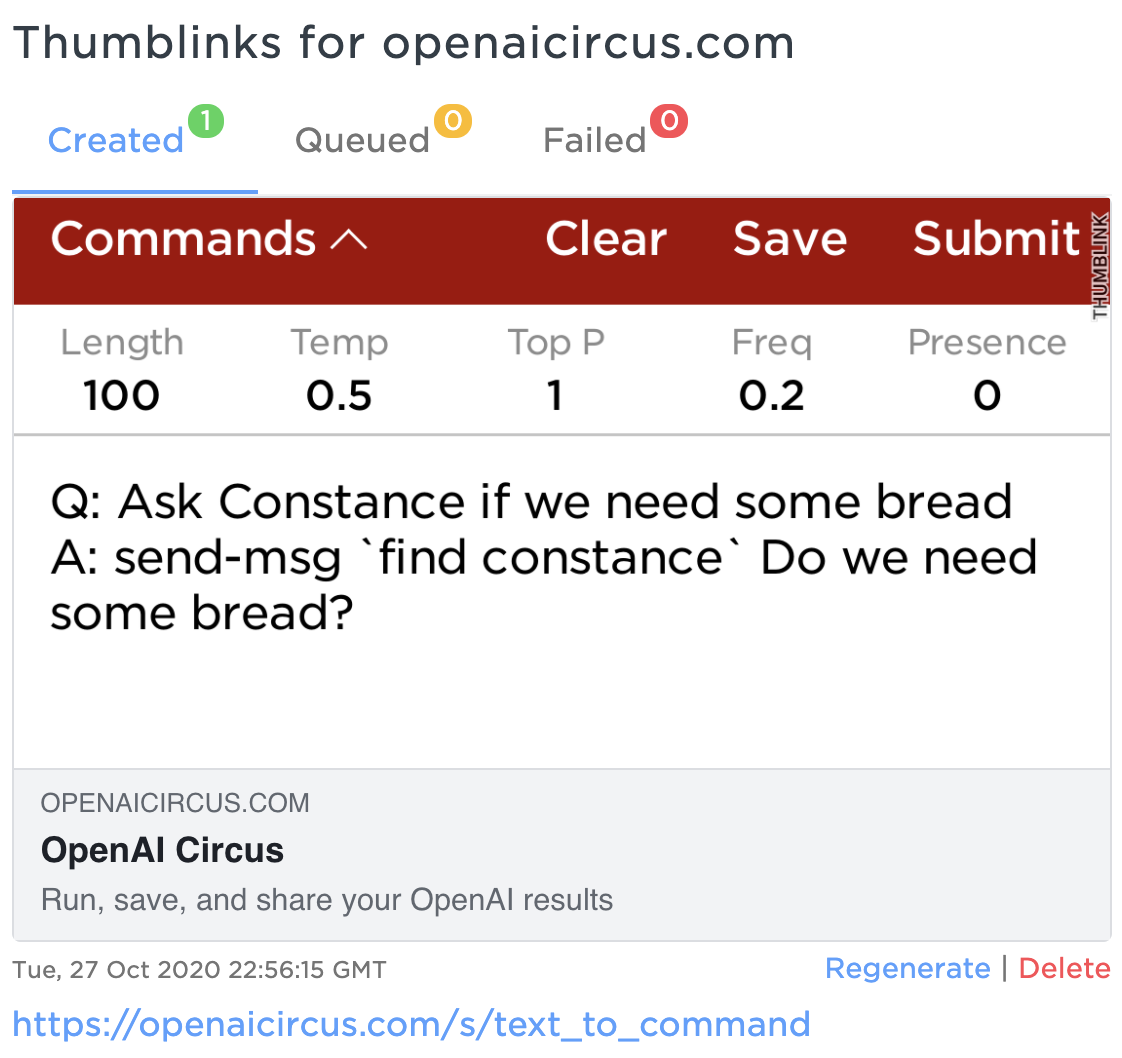 Thumblinks for openaicircus.com
Created 1 Queued 0 Failed 0
Commands Clear Save Submit
THUMBLINK
Length Temp Top P Freq Presence
100 0.5 1 0.2 0
Q: Ask Constance if we need some bread
A: send-msg `find constance` Do we need
some bread?
OPENAICIRCUS.COM
OpenAI Circus
Run, save, and share your OpenAI results
Tue, 27 Oct 2020 22:56:15 GMT Regenerate | Delete
https://openaicircus.com/s/text_to_command